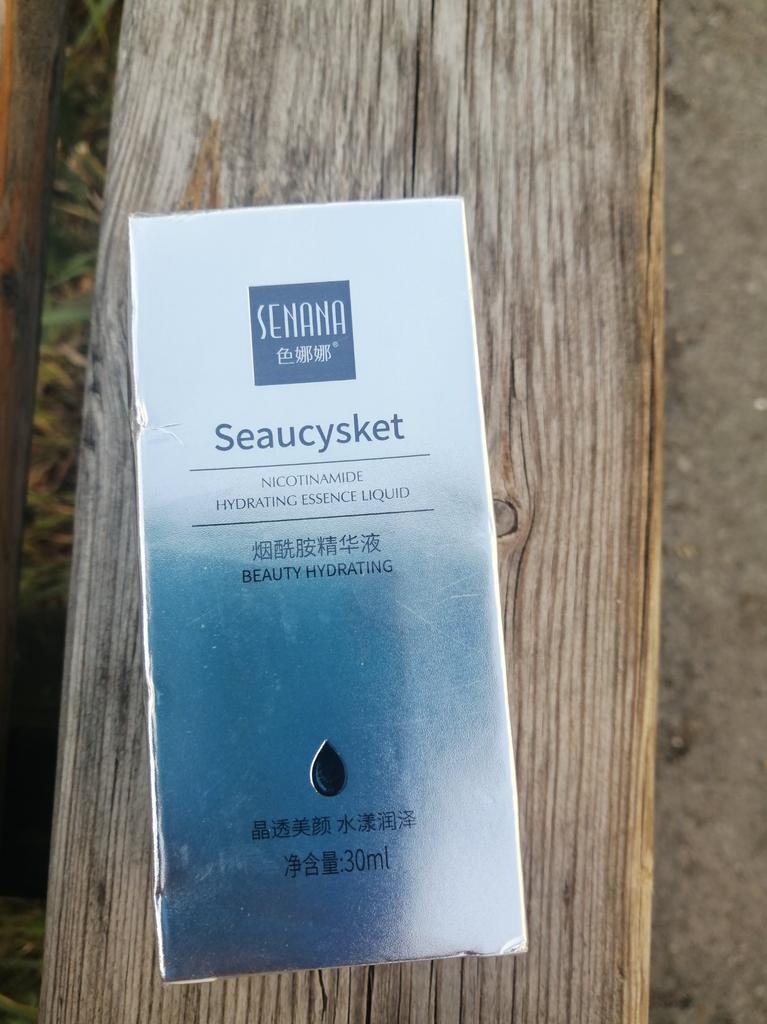 SENANA
色娜娜®
Seaucysket
NICOTINAMIDE
HYDRATING ESSENCE LIQUID
烟酰胺精华液
BEAUTY HYDRATING
晶透美颜 水漾润泽
净含量:30ml